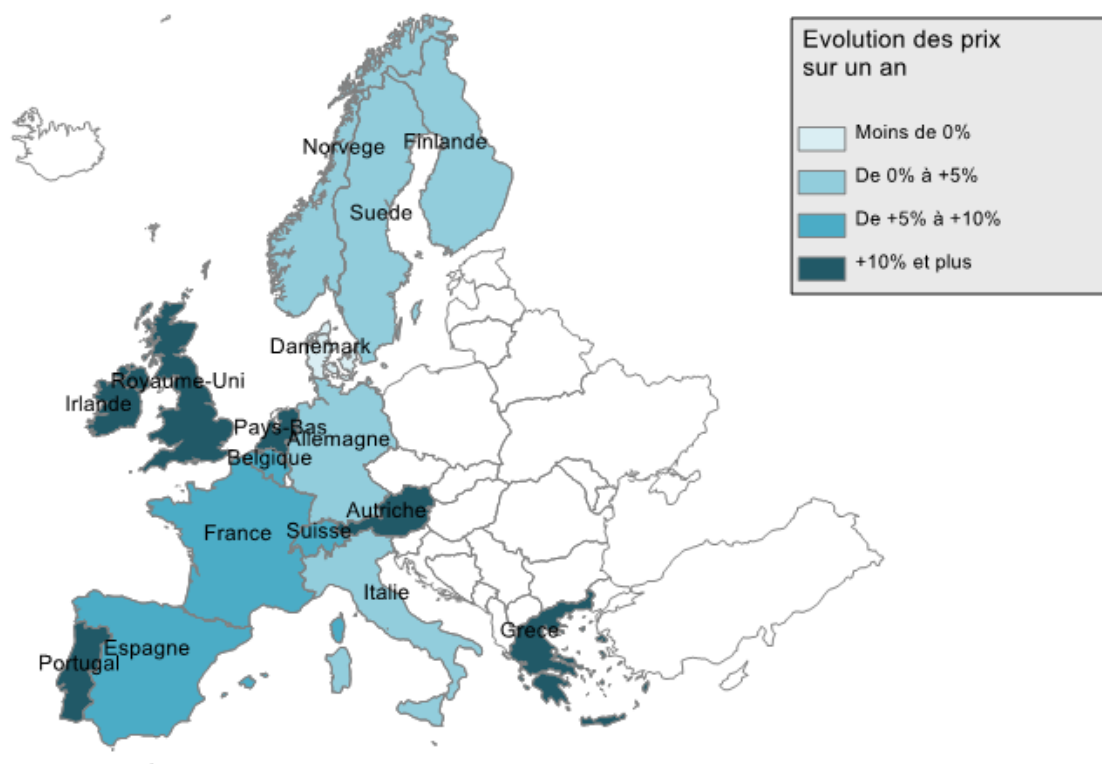 Evolution des prix
sur un an
Moins de 0%
De 0% à +5%
De +5% à +10%
+10% et plus
Norvege
Finlande
Suede
Danemark
Royaume-Uni
Irlande
Pays-Bas
Allemagne
Belgique
Autriche
France
Suisse
Italie
Grece
Espagne
Portugal